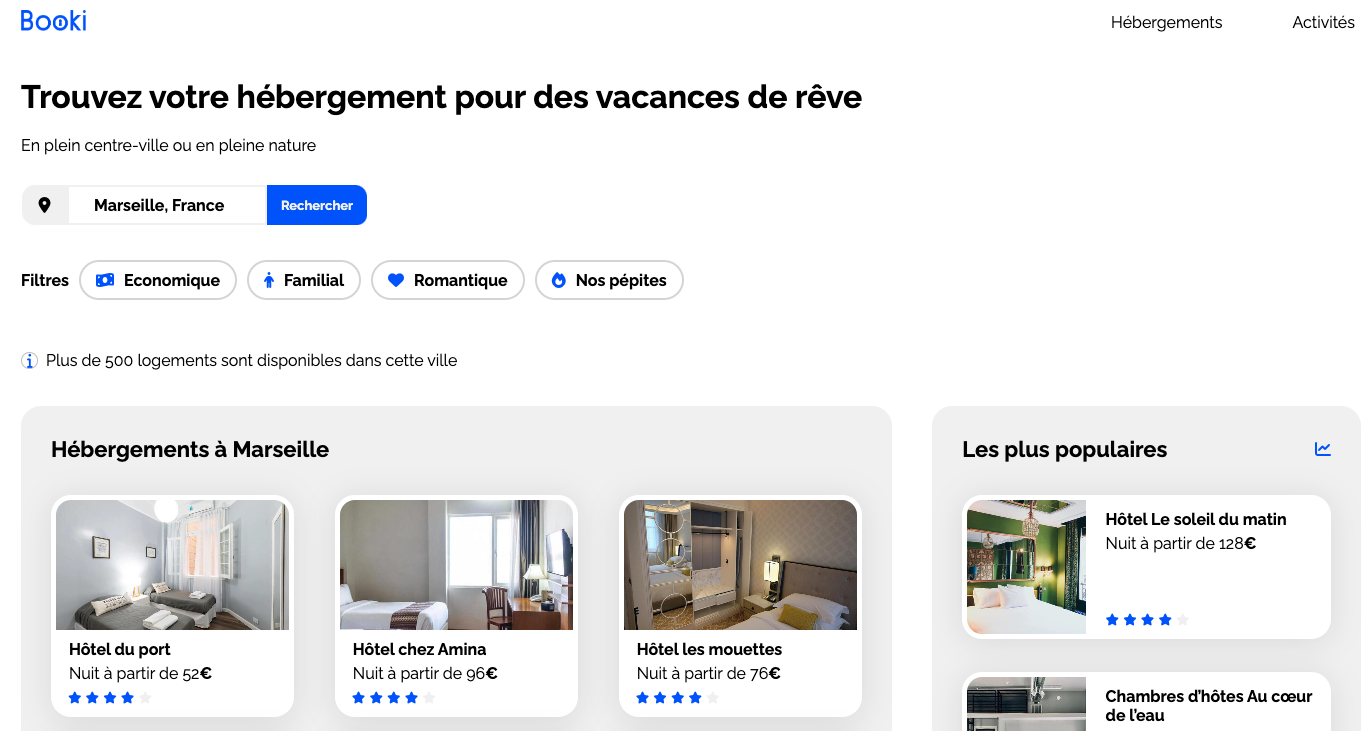 Booki
Hébergements
Activités
Trouvez votre hébergement pour des vacances de rêve
En plein centre-ville ou en pleine nature
Marseille, France
Rechercher
Filtres
Economique
Familial
Romantique
Nos pépites
Plus de 500 logements sont disponibles dans cette ville
Hébergements à Marseille
Hôtel du port
Nuit à partir de 52€
Hôtel chez Amina
Nuit à partir de 96€
Hôtel les mouettes
Nuit à partir de 76€
Les plus populaires
Hôtel Le soleil du matin
Nuit à partir de 128€
Chambres d’hôtes Au cœur
de l’eau